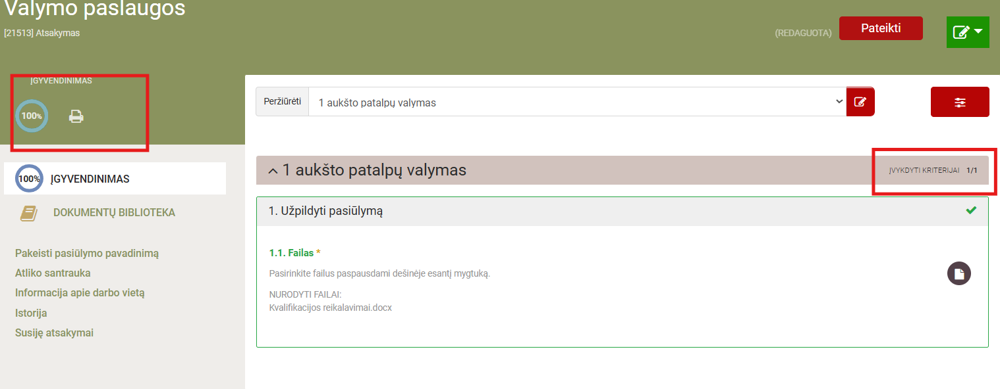 Valymo paslaugos
[21513] Atsakymas
(REDAGUOTA)
Pateikti
ĮGYVENDINIMAS
100%
Peržiūrėti
1 aukšto patalpų valymas
100%
ĮGYVENDINIMAS
DOKUMENTŲ BIBLIOTEKA
Pakeisti pasiūlymo pavadinimą
Atliko santrauka
Informacija apie darbo vietą
Istorija
Susiję atsakymai
1 aukšto patalpų valymas
ĮVYKDYTI KRITERIJAI 1/1
1. Užpildyti pasiūlymą
1.1. Failas *
Pasirinkite failus paspausdami dešinėje esantį mygtuką.
NURODYTI FAILAI:
Kvalifikacijos reikalavimai.docx